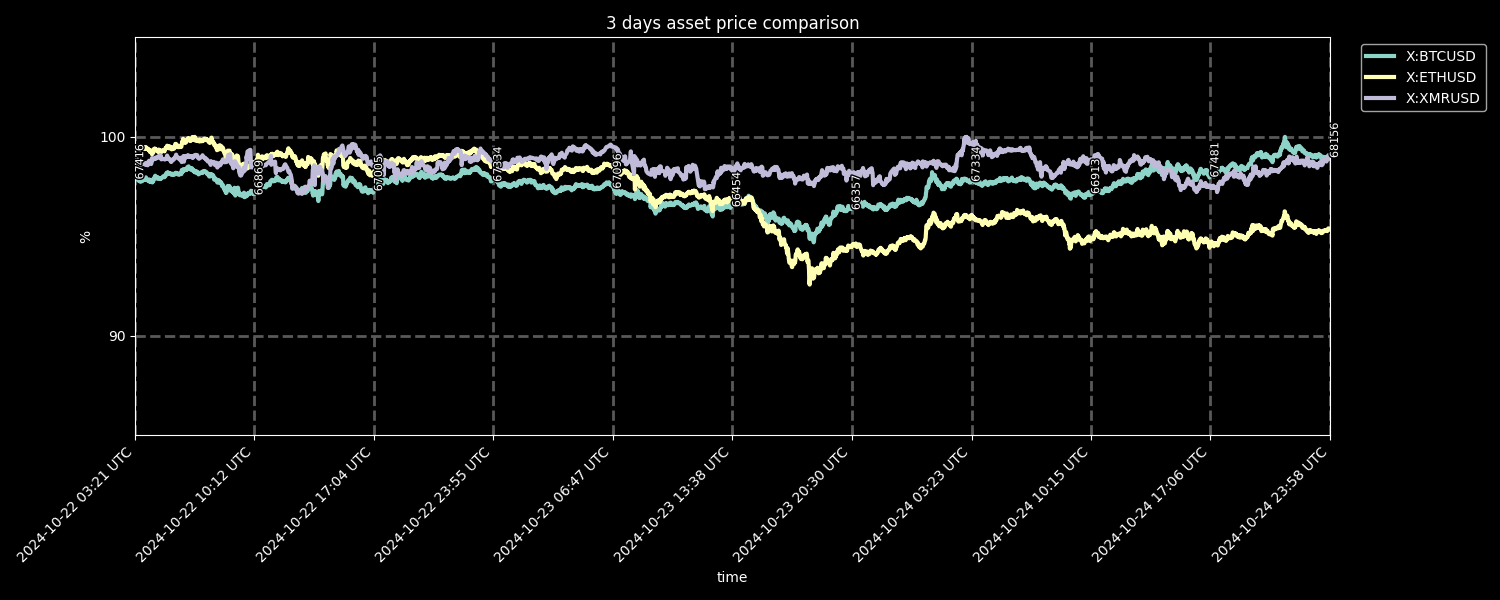 3 days asset price comparison
X:BTCUSD
X:ETHUSD
X:XMRUSD
100
90
%
67416
66869
67005
67334
67096
66454
66357
67334
66913
67481
68156
2024-10-22 03:21 UTC
2024-10-22 10:12 UTC
2024-10-22 17:04 UTC
2024-10-22 23:55 UTC
2024-10-23 06:47 UTC
2024-10-23 13:38 UTC
2024-10-23 20:30 UTC
2024-10-24 03:23 UTC
2024-10-24 10:15 UTC
2024-10-24 17:06 UTC
2024-10-24 23:58 UTC
time